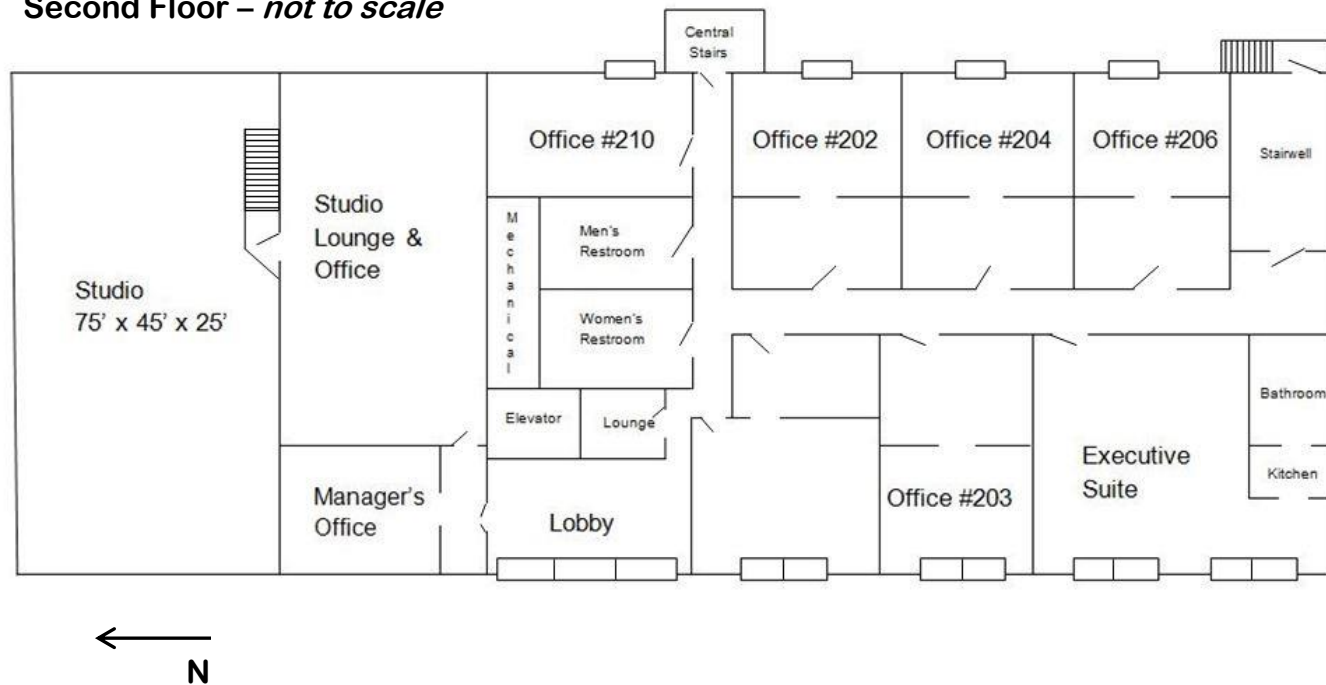 Second Floor – not to scale
Central
Stairs
Office #210
Office #202
Office #204
Office #206
Stairwell
Studio
Lounge &
Office
Mechanical
Men's
Restroom
Studio
75' x 45' x 25'
Women's
Restroom
Elevator
Lounge
Bathroom
Manager's
Office
Lobby
Office #203
Executive
Suite
Kitchen
N